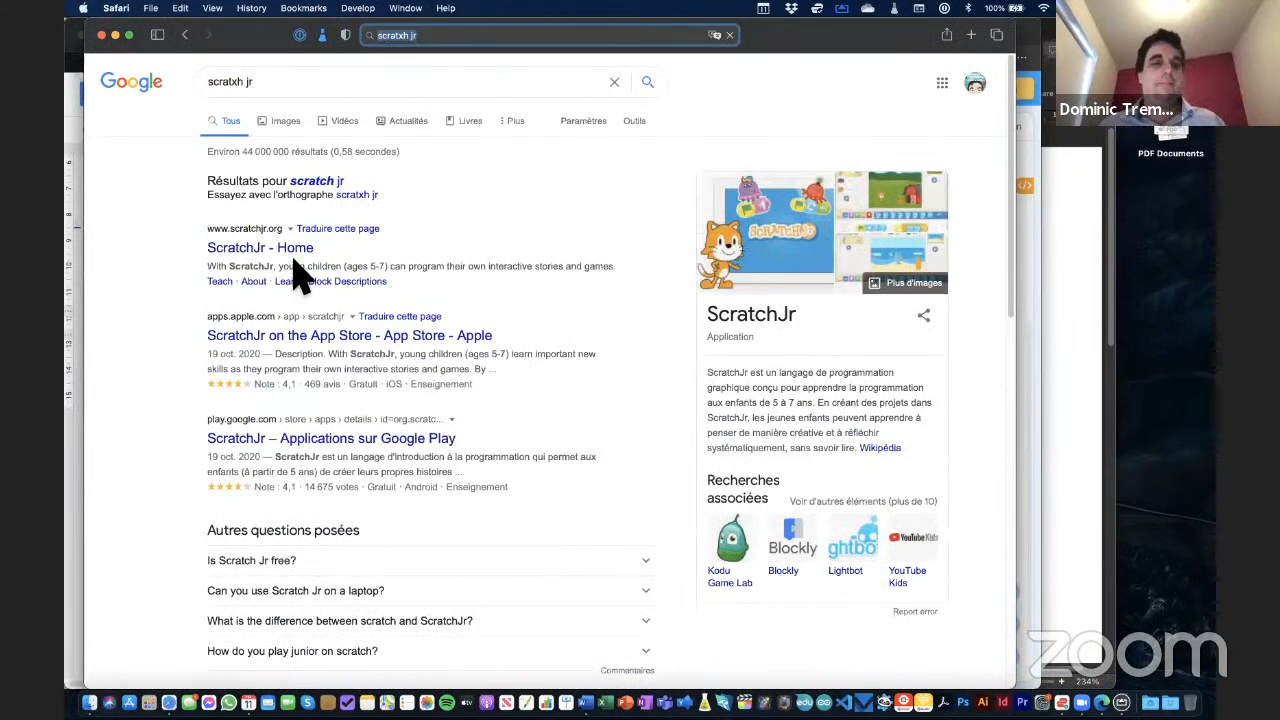 Safari File Edit View History Bookmarks Develop Window Help
100%
scratxh jr
Google
scratxh jr
Tous Images Vidéos Actualités Livres Plus Paramètres Outils
Environ 44 000 000 résultats (0,58 secondes)
Résultats pour scratch jr
Essayez avec l'orthographe scratxh jr
www.scratchjr.org Traduire cette page
ScratchJr - Home
With ScratchJr, young children (ages 5-7) can program their own interactive stories and games.
Teach · About · Block Descriptions
apps.apple.com › app › scratchjr Traduire cette page
ScratchJr on the App Store - App Store - Apple
19 oct. 2020 — Description. With ScratchJr, young children (ages 5-7) learn important new
skills as they program their own interactive stories and games. By ...
Note : 4,1 · 469 avis · Gratuit · iOS · Enseignement
play.google.com › store › apps › details › id=org.scratc...
ScratchJr – Applications sur Google Play
19 oct. 2020 — ScratchJr est un langage d'introduction à la programmation qui permet aux
enfants (à partir de 5 ans) de créer leurs propres histoires ...
Note : 4,1 · 14 675 votes · Gratuit · Android · Enseignement
Autres questions posées
Is Scratch Jr free?
Can you use Scratch Jr on a laptop?
What is the difference between scratch and ScratchJr?
How do you play junior on scratch?
Commentaires
SCRATCHJR
Plus d'images
ScratchJr
Application
ScratchJr est un langage de programmation
graphique conçu pour apprendre la programmation
aux enfants de 5 à 7 ans. En créant des projets dans
ScratchJr, les jeunes enfants peuvent apprendre à
penser de manière créative et à réfléchir
systématiquement, sans savoir lire. Wikipédia
Recherches
associées
Voir d'autres éléments (plus de 10)
Blockly
ghtbot
YouTube Kids
Kodu
Game Lab
Blockly
Lightbot
YouTube
Kids
Report error
Dominic Trem...
PDF Documents
234%
zoom